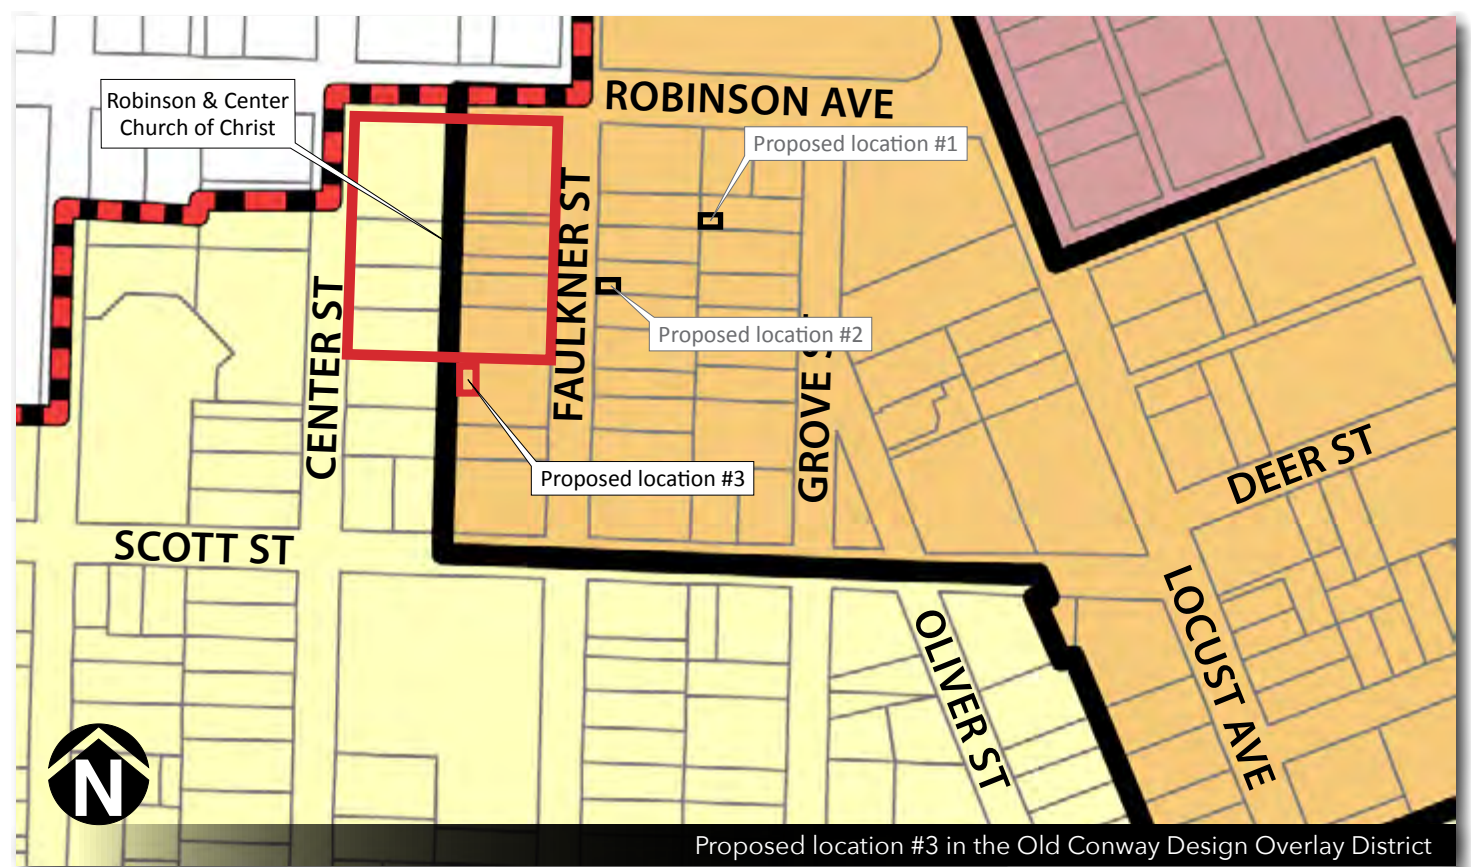 ROBINSON AVE
Robinson & Center
Church of Christ
Proposed location #1
FAULKNER ST
Proposed location #2
CENTER ST
GROVE S
Proposed location #3
DEER ST
SCOTT ST
LOCUST AVE
OLIVER ST
N
Proposed location #3 in the Old Conway Design Overlay District